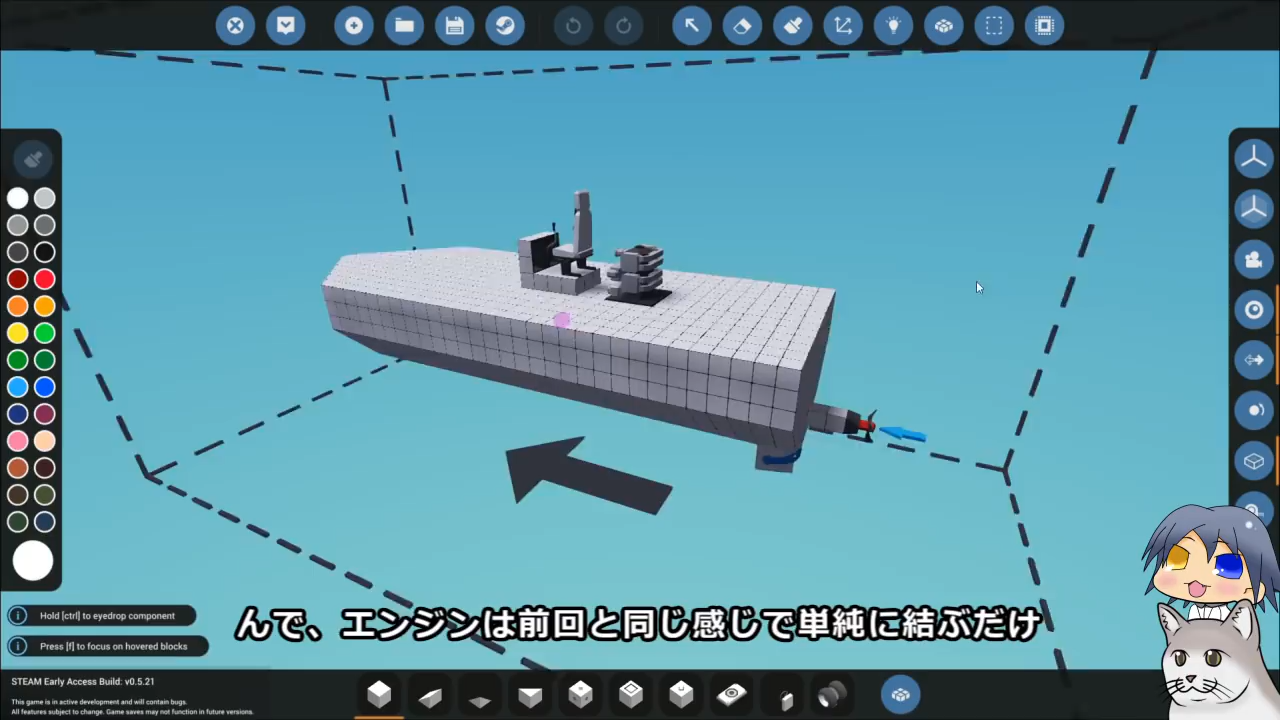 Hold [ctrl] to eyedrop component
んで、エンジンは前回と同じ感じで単純に結ぶだけ
Press [f] to focus on hovered blocks
STEAM Early Access Build: v0.5.21
This game is in active development and will contain bugs.
All features subject to change. Game saves may not function in future versions.